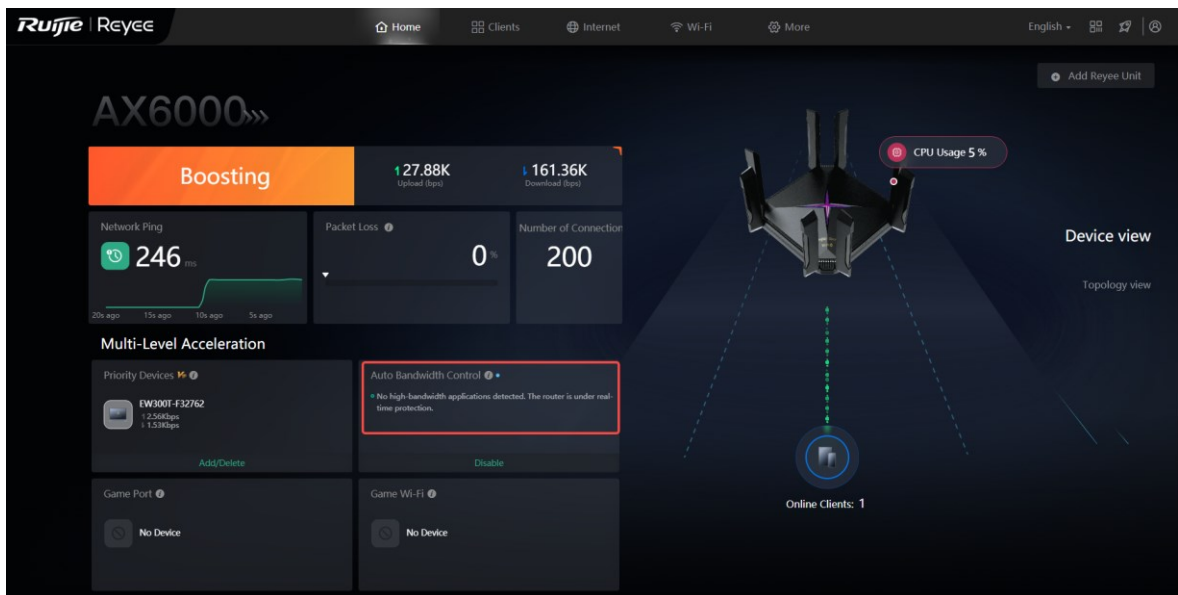 Ruijie | Reyee
Home
Clients
Internet
Wi-Fi
More
English
Add Reyee Unit
AX6000
Boosting
27.88K
Upload (bps)
161.36K
Download (bps)
CPU Usage 5 %
Network Ping
246 ms
20s ago 15s ago 10s ago 5s ago
Packet Loss
0 %
Number of Connection
200
Device view
Topology view
Multi-Level Acceleration
Priority Devices
EW300T-F32762
2.56Kbps
1.53Kbps
Add/Delete
Auto Bandwidth Control
No high-bandwidth applications detected. The router is under real-
time protection.
Disable
Game Port
No Device
Game Wi-Fi
No Device
Online Clients: 1